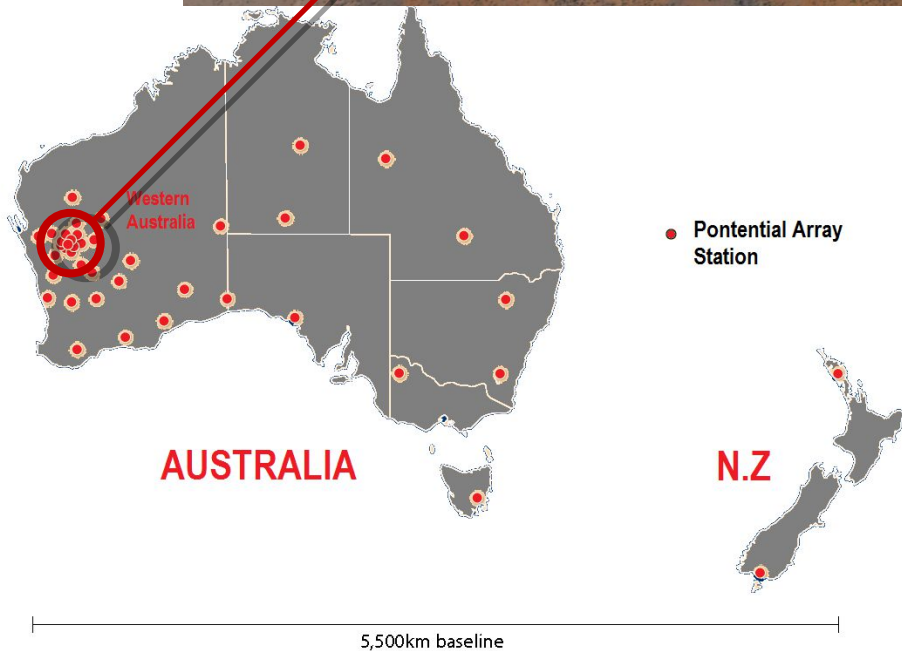 Western
Australia
Pontential Array
Station
AUSTRALIA
N.Z
5,500km baseline